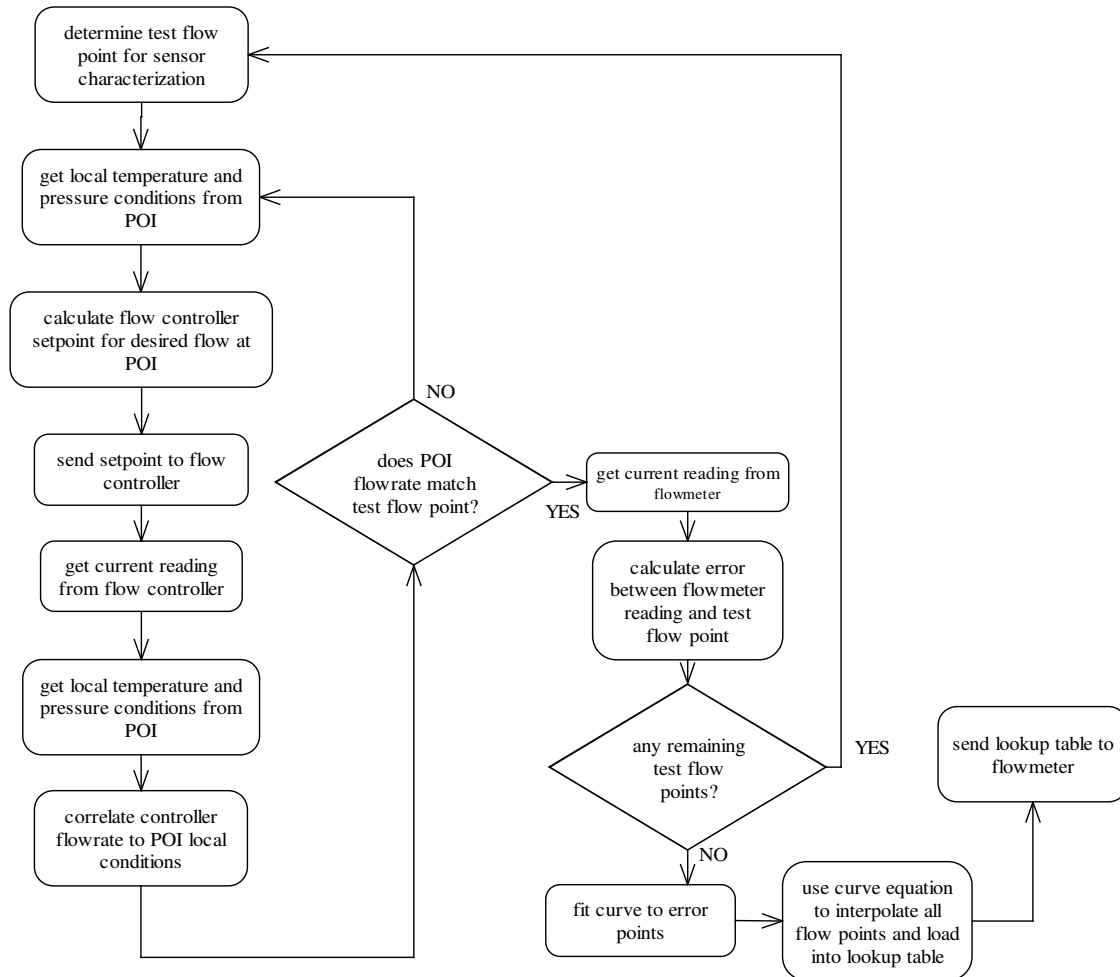 determine test flow
point for sensor
characterization
get local temperature and
pressure conditions from
POI
calculate flow controller
setpoint for desired flow at
POI
send setpoint to flow
controller
get current reading
from flow controller
get local temperature and
pressure conditions from
POI
correlate controller
flowrate to POI local
conditions
NO
does POI
flowrate match
test flow point?
YES
get current reading from
flowmeter
calculate error
between flowmeter
reading and test
flow point
any remaining
test flow
points?
YES
NO
fit curve to error
points
use curve equation
to interpolate all
flow points and load
into lookup table
send lookup table to
flowmeter